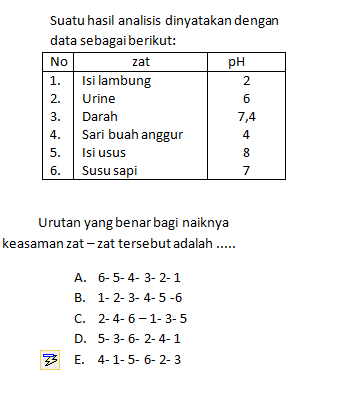 Suatu hasil analisis dinyatakan dengan
data sebagai berikut:
No zat pH
1. Isi lambung 2
2. Urine 6
3. Darah 7,4
4. Sari buah anggur 4
5. Isi usus 8
6. Susu sapi 7
Urutan yang benar bagi naiknya
keasaman zat – zat tersebut adalah .....
A. 6- 5- 4- 3- 2- 1
B. 1- 2- 3- 4- 5 -6
C. 2- 4- 6 – 1- 3- 5
D. 5- 3- 6- 2- 4- 1
E. 4- 1- 5- 6- 2- 3